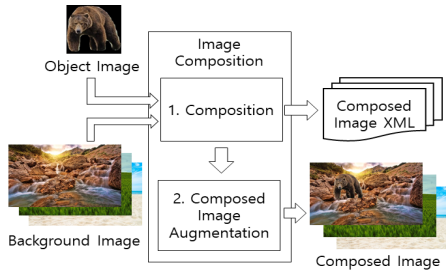 Image
Composition
Object Image
1. Composition
Composed
Image XML
2. Composed
Image
Augmentation
Background Image
Composed Image